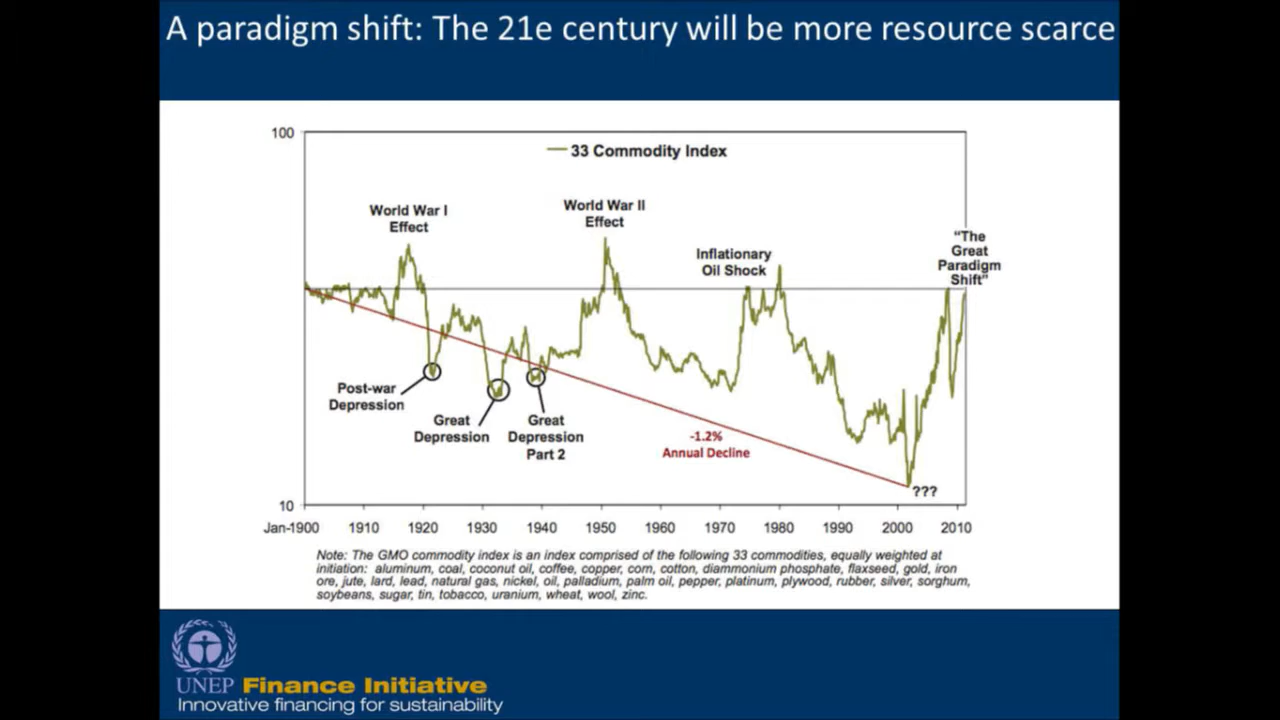 A paradigm shift: The 21e century will be more resource scarce
100
33 Commodity Index
World War I
Effect
World War II
Effect
Inflationary
Oil Shock
"The
Great
Paradigm
Shift"
Post-war
Depression
Great
Depression
Great
Depression
Part 2
-1.2%
Annual Decline
???
10
Jan-1900 1910 1920 1930 1940 1950 1960 1970 1980 1990 2000 2010
Note: The GMO commodity index is an index comprised of the following 33 commodities, equally weighted at
initiation: aluminum, coal, coconut oil, coffee, copper, corn, cotton, diammonium phosphate, flaxseed, gold, iron
ore, jute, lard, lead, natural gas, nickel, oil, palladium, palm oil, pepper, platinum, plywood, rubber, silver, sorghum,
soybeans, sugar, tin, tobacco, uranium, wheat, wool, zinc.
UNEP Finance Initiative
Innovative financing for sustainability